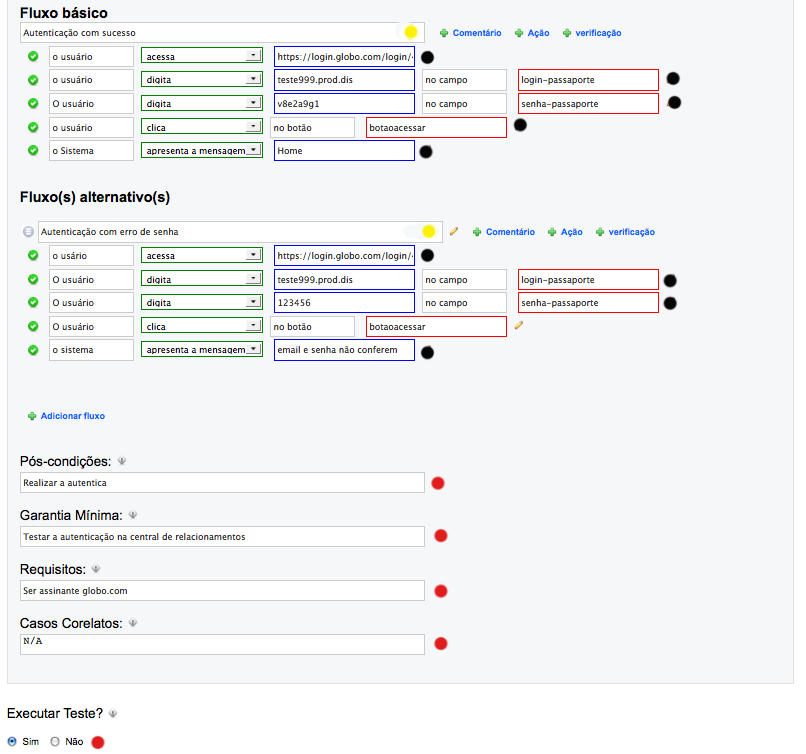 Fluxo básico
Autenticação com sucesso Comentário Ação verificação
o usuário acessa https://login.globo.com/login/
o usuário digita teste999.prod.dis no campo login-passaporte
O usuário digita v8e2a9g1 no campo senha-passaporte
o usuário clica no botão botaoacessar
o Sistema apresenta a mensagem Home
Fluxo(s) alternativo(s)
Autenticação com erro de senha Comentário Ação verificação
o usário acessa https://login.globo.com/login/
O usuário digita teste999.prod.dis no campo login-passaporte
O usuário digita 123456 no campo senha-passaporte
O usuário clica no botão botaoacessar
o sistema apresenta a mensagem email e senha não conferem
Adicionar fluxo
Pós-condições:
Realizar a autentica
Garantia Mínima:
Testar a autenticação na central de relacionamentos
Requisitos:
Ser assinante globo.com
Casos Corelatos:
N/A
Executar Teste?
Sim Não